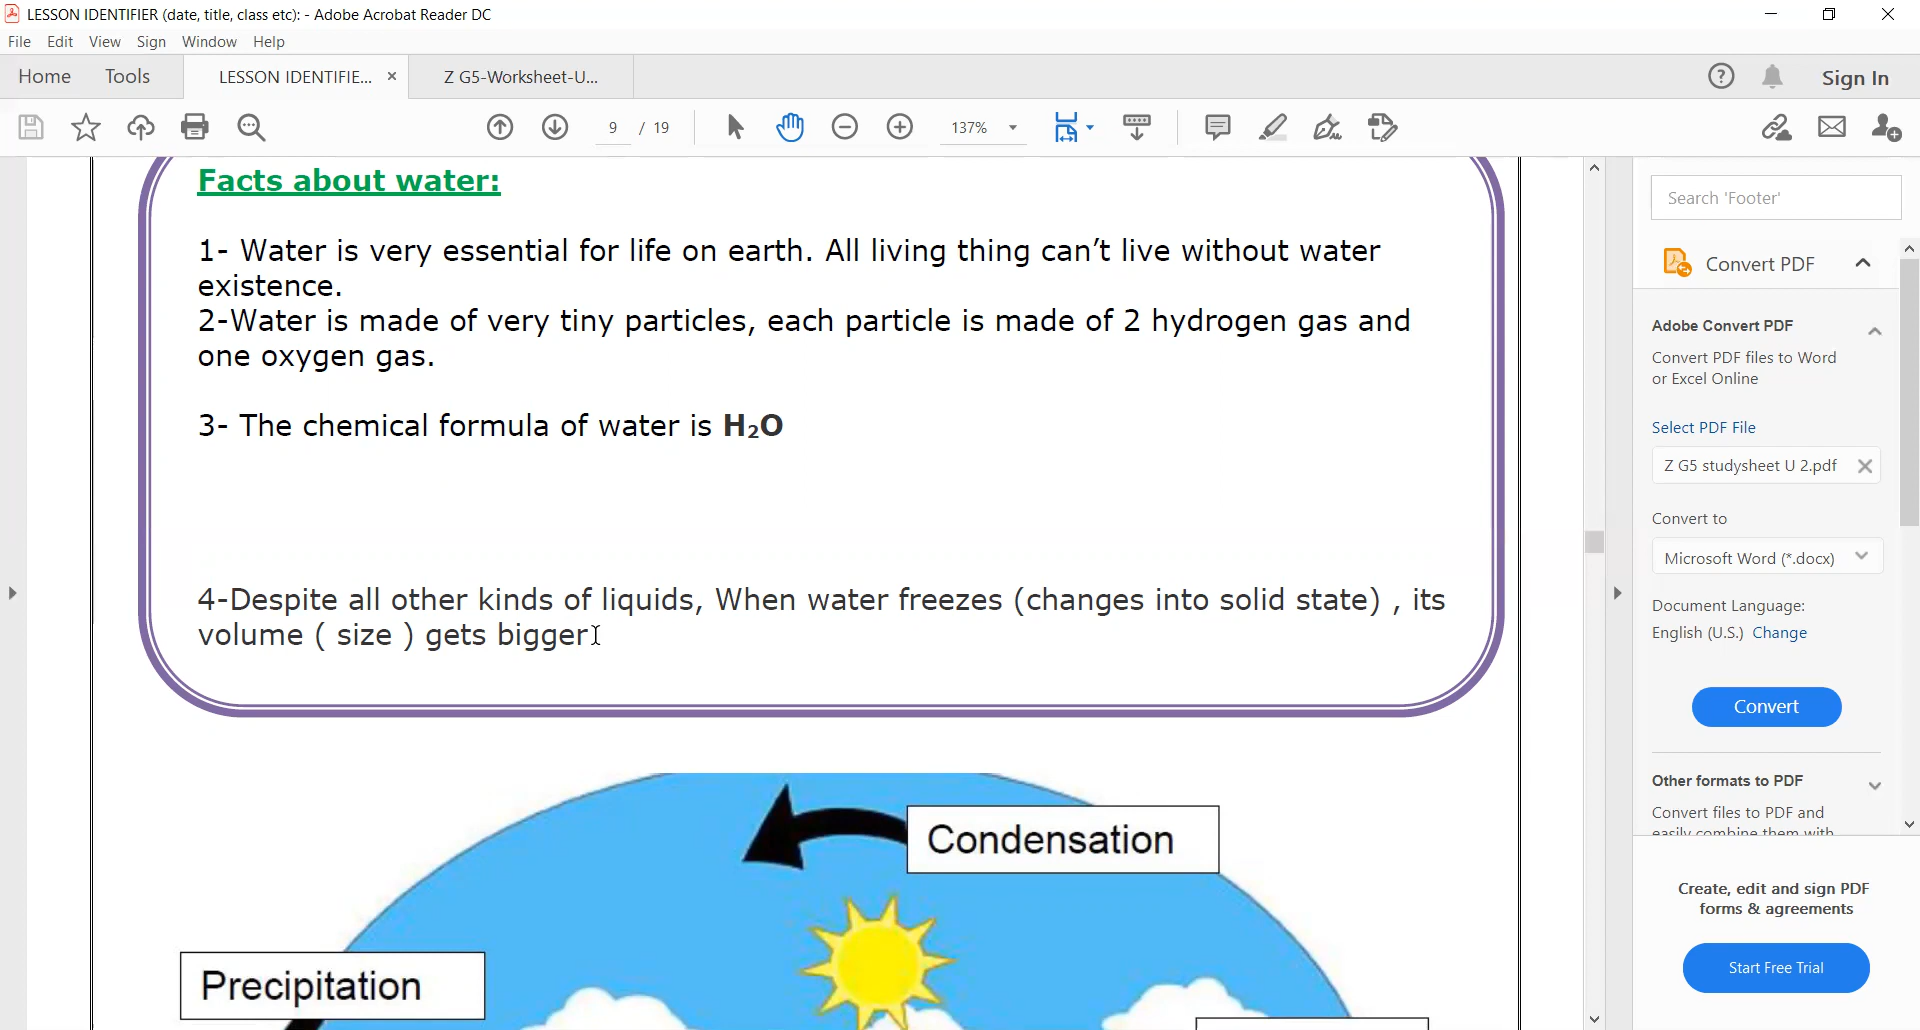 LESSON IDENTIFIER (date, title, class etc): - Adobe Acrobat Reader DC
File Edit View Sign Window Help
Home Tools LESSON IDENTIFIE... × Z G5-Worksheet-U... Sign In
9 / 19 137%
Facts about water:
1- Water is very essential for life on earth. All living thing can’t live without water
existence.
2-Water is made of very tiny particles, each particle is made of 2 hydrogen gas and
one oxygen gas.
3- The chemical formula of water is H₂O
4-Despite all other kinds of liquids, When water freezes (changes into solid state) , its
volume ( size ) gets bigger
Condensation
Precipitation
Search 'Footer'
Convert PDF
Adobe Convert PDF
Convert PDF files to Word
or Excel Online
Select PDF File
Z G5 studysheet U 2.pdf
Convert to
Microsoft Word (*.docx)
Document Language:
English (U.S.) Change
Convert
Other formats to PDF
Convert files to PDF and
easily combine them with
Create, edit and sign PDF
forms & agreements
Start Free Trial